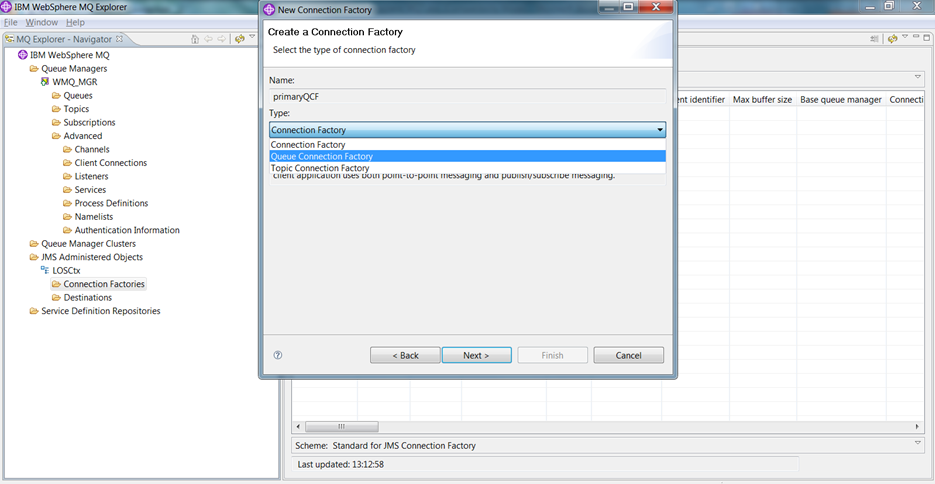 IBM WebSphere MQ Explorer
File Window Help
MQ Explorer - Navigator
IBM WebSphere MQ
Queue Managers
WMQ_MGR
Queues
Topics
Subscriptions
Advanced
Channels
Client Connections
Listeners
Services
Process Definitions
Namelists
Authentication Information
Queue Manager Clusters
JMS Administered Objects
LOSCtx
Connection Factories
Destinations
Service Definition Repositories
New Connection Factory
Create a Connection Factory
Select the type of connection factory
Name:
primaryQCF
Type:
Connection Factory
Connection Factory
Queue Connection Factory
Topic Connection Factory
client application uses both point-to-point messaging and publish/subscribe messaging.
< Back Next > Finish Cancel
ent identifier Max buffer size Base queue manager Connecti
Scheme: Standard for JMS Connection Factory
Last updated: 13:12:58